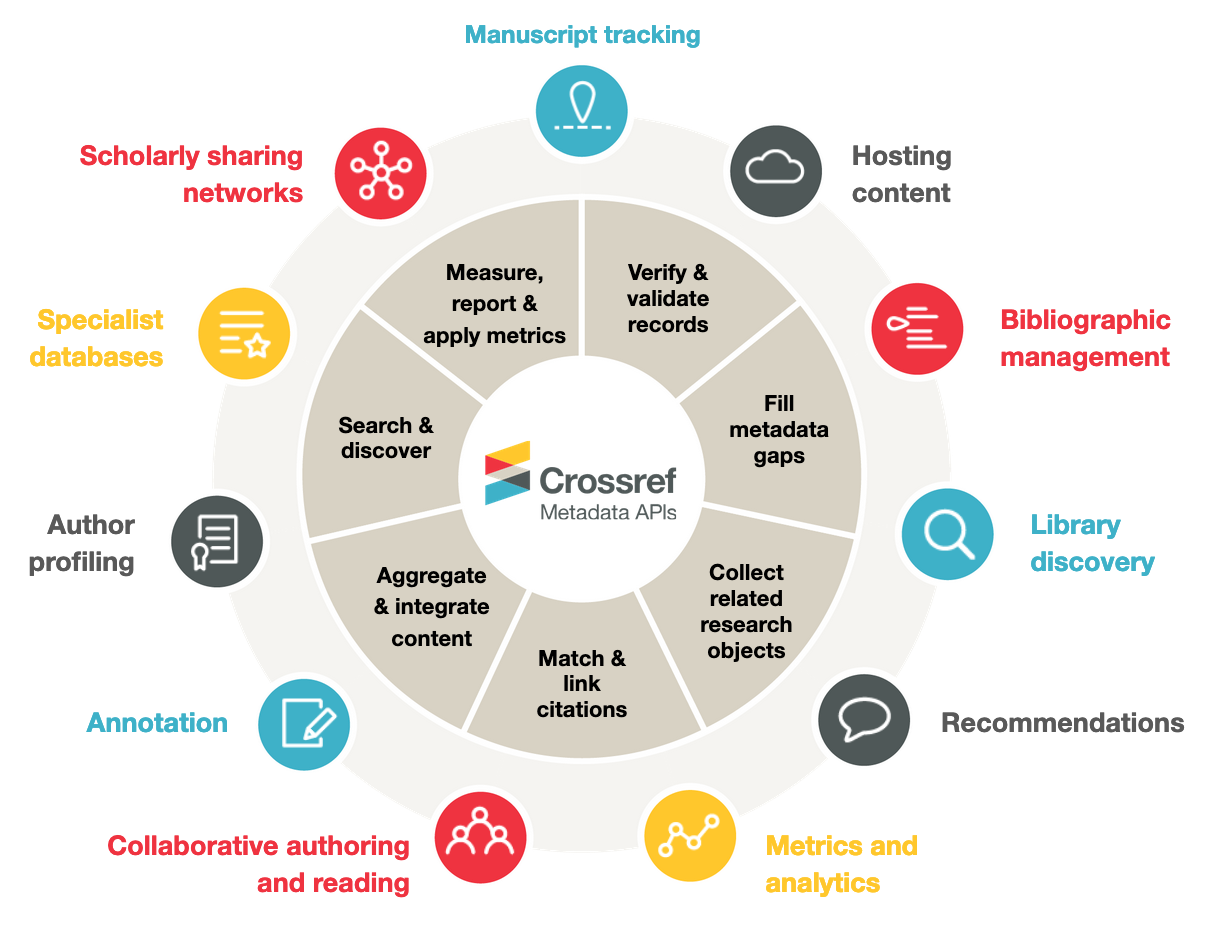 Manuscript tracking
Scholarly sharing
networks
Hosting
content
Specialist
databases
Bibliographic
management
Author
profiling
Library
discovery
Annotation
Recommendations
Collaborative authoring
and reading
Metrics and
analytics
Measure,
report &
apply metrics
Verify &
validate
records
Search &
discover
Fill
metadata
gaps
Aggregate
& integrate
content
Collect
related
research
objects
Match &
link
citations
Crossref
Metadata APIs